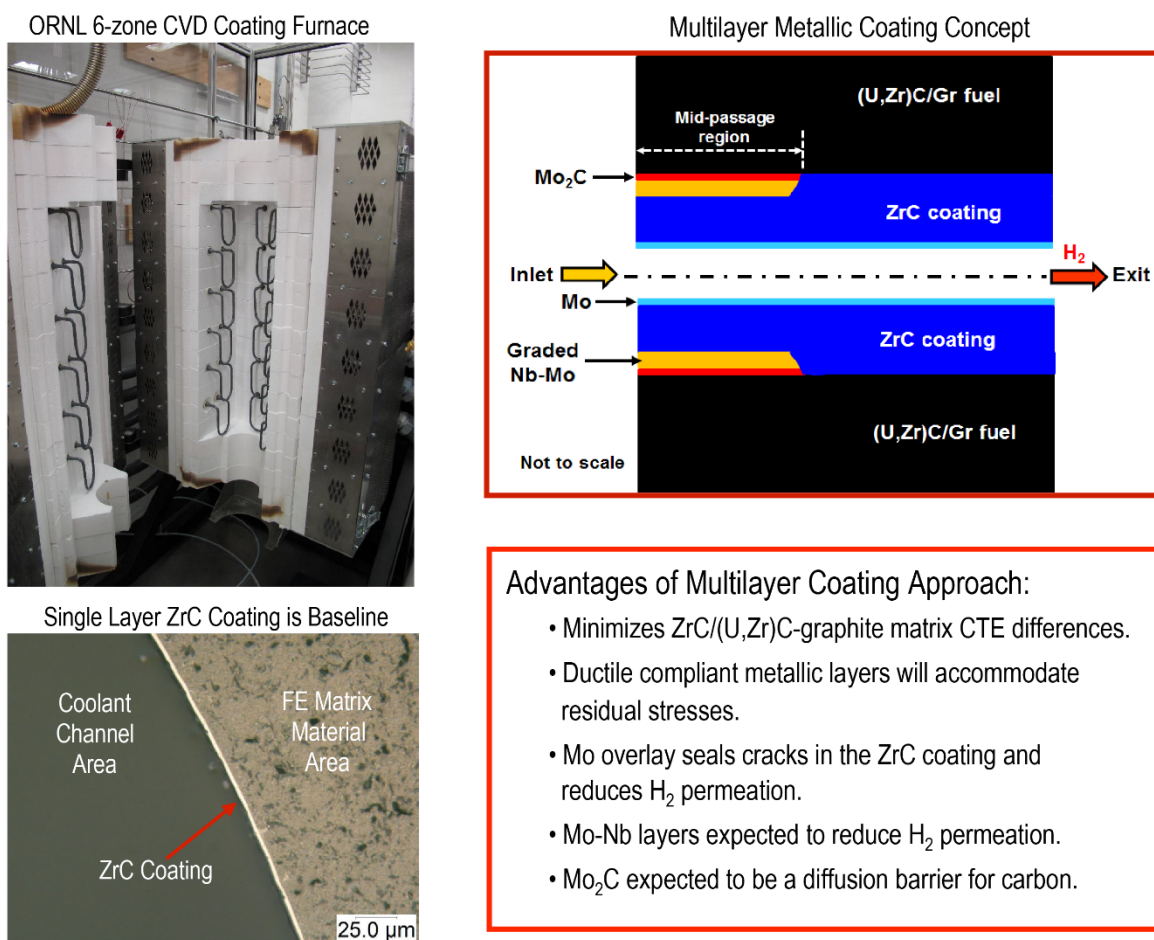 ORNL 6-zone CVD Coating Furnace
Multilayer Metallic Coating Concept
(U,Zr)C/Gr fuel
Mid-passage
region
Mo₂C
ZrC coating
H₂
Inlet
Exit
Mo
ZrC coating
Graded
Nb-Mo
(U,Zr)C/Gr fuel
Not to scale
Single Layer ZrC Coating is Baseline
Coolant
Channel
Area
FE Matrix
Material
Area
ZrC Coating
25.0 µm
Advantages of Multilayer Coating Approach:
• Minimizes ZrC/(U,Zr)C-graphite matrix CTE differences.
• Ductile compliant metallic layers will accommodate
residual stresses.
• Mo overlay seals cracks in the ZrC coating and
reduces H₂ permeation.
• Mo-Nb layers expected to reduce H₂ permeation.
• Mo₂C expected to be a diffusion barrier for carbon.